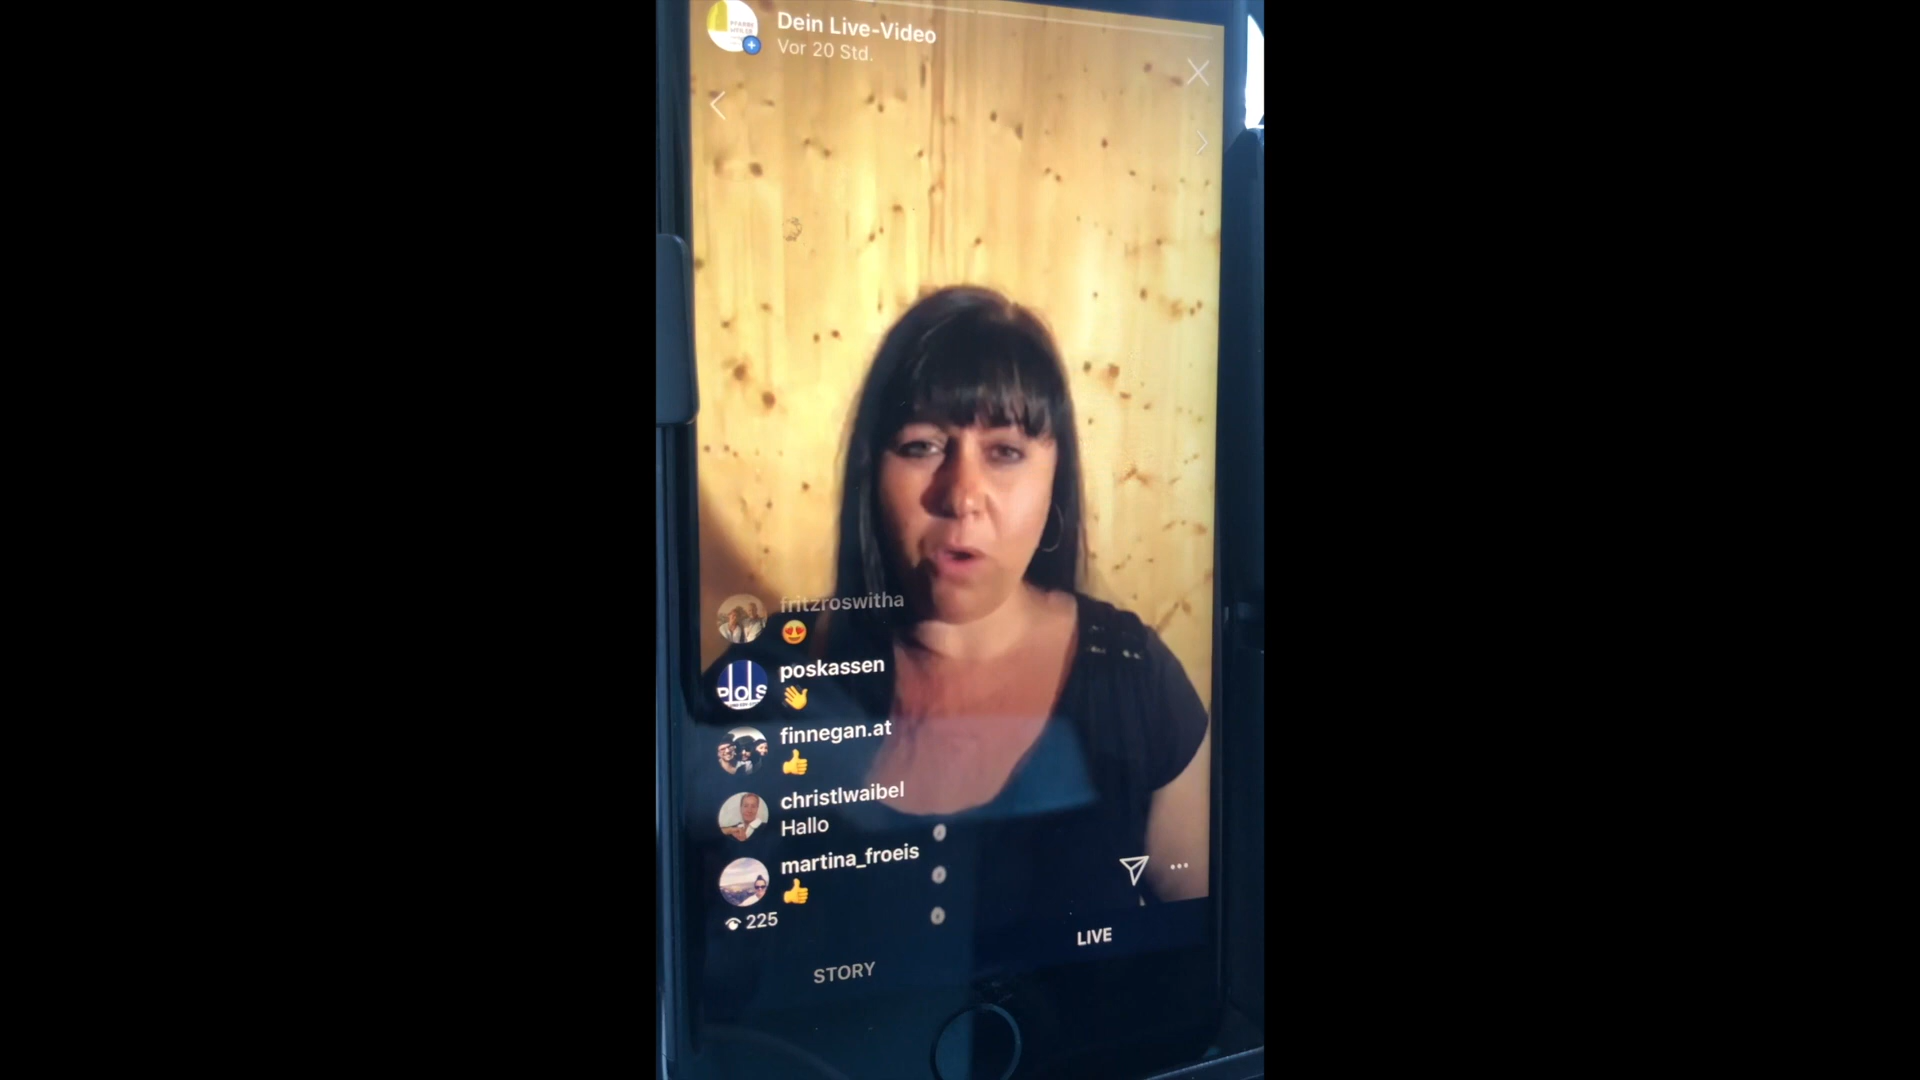 Dein Live-Video
Vor 20 Std.
fritzroswitha
😍
poskassen
👋
finnegan.at
👍
christlwaibel
Hallo
martina_froeis
👍
225
LIVE
STORY